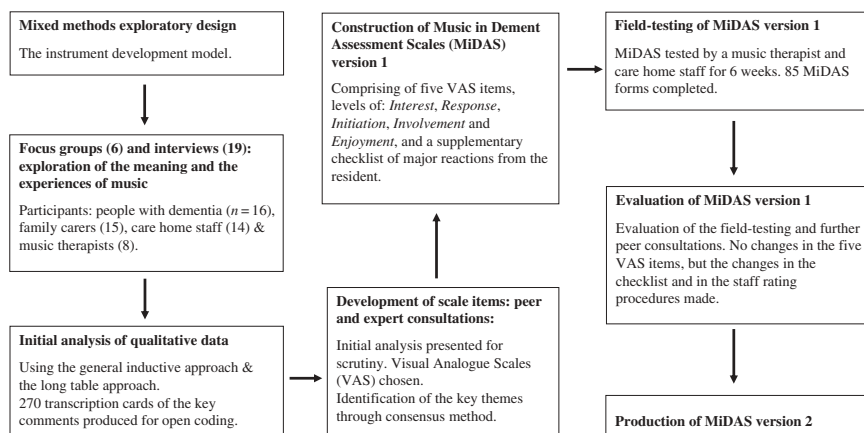 Mixed methods exploratory design
The instrument development model.
Focus groups (6) and interviews (19):
exploration of the meaning and the
experiences of music
Participants: people with dementia (n = 16),
family carers (15), care home staff (14) &
music therapists (8).
Initial analysis of qualitative data
Using the general inductive approach &
the long table approach.
270 transcription cards of the key
comments produced for open coding.
Development of scale items: peer
and expert consultations:
Initial analysis presented for
scrutiny. Visual Analogue Scales
(VAS) chosen.
Identification of the key themes
through consensus method.
Construction of Music in Dement
Assessment Scales (MiDAS)
version 1
Comprising of five VAS items,
levels of: Interest, Response,
Initiation, Involvement and
Enjoyment, and a supplementary
checklist of major reactions from the
resident.
Field-testing of MiDAS version 1
MiDAS tested by a music therapist and
care home staff for 6 weeks. 85 MiDAS
forms completed.
Evaluation of MiDAS version 1
Evaluation of the field-testing and further
peer consultations. No changes in the five
VAS items, but the changes in the
checklist and in the staff rating
procedures made.
Production of MiDAS version 2